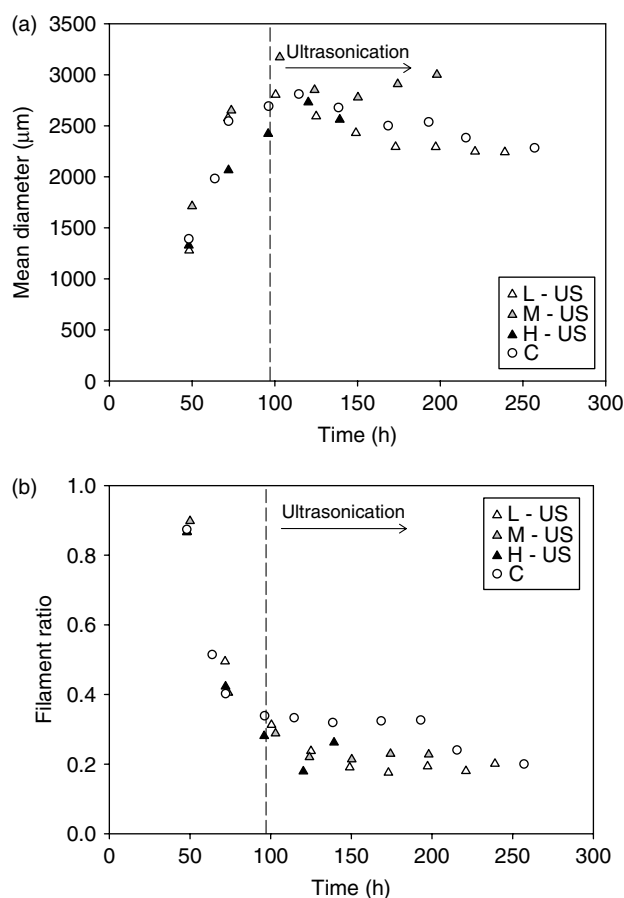 (a)
3500
3000
2500
2000
1500
1000
500
0
Mean diameter (μm)
Ultrasonication
L - US
M - US
H - US
C
0 50 100 150 200 250 300
Time (h)
(b)
1.0
0.8
0.6
0.4
0.2
0.0
Filament ratio
Ultrasonication
L - US
M - US
H - US
C
0 50 100 150 200 250 300
Time (h)